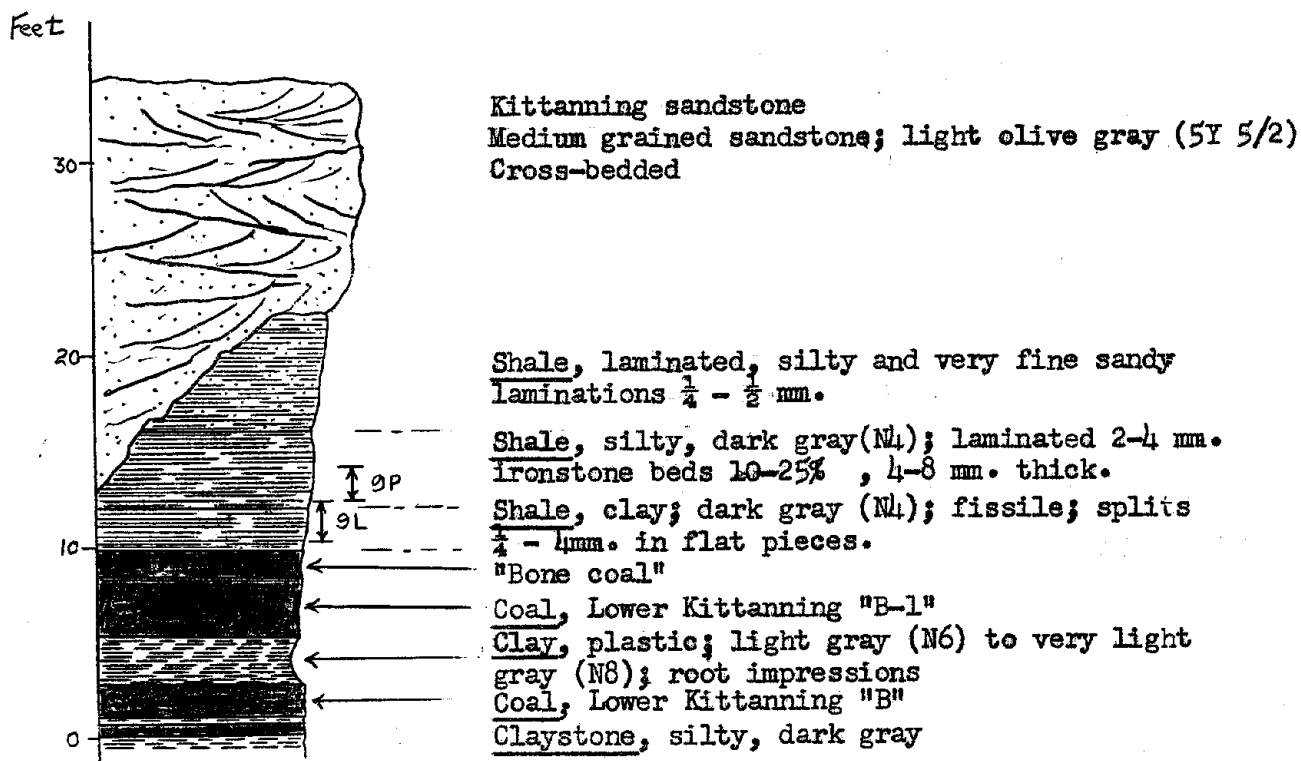 Feet
Kittanning sandstone
Medium grained sandstone; light olive gray (5Y 5/2)
Cross-bedded
30
20
Shale, laminated, silty and very fine sandy
laminations ¼ - ½ mm.
Shale, silty, dark gray(N4); laminated 2-4 mm.
ironstone beds 10-25% , 4-8 mm. thick.
9P
Shale, clay; dark gray (N4); fissile; splits
¼ - 4mm. in flat pieces.
9L
10
"Bone coal"
Coal, Lower Kittanning "B-1"
Clay, plastic; light gray (N6) to very light
gray (N8); root impressions
Coal, Lower Kittanning "B"
Claystone, silty, dark gray
0